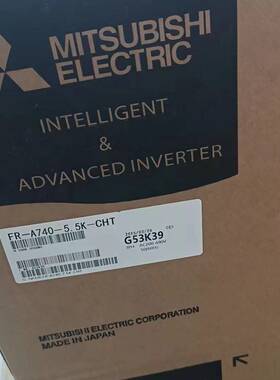 MITSUBISHI
ELECTRIC
INTELLIGENT
&
ADVANCED INVERTER
FR-A740-5.5K-CHT
G53K39
MITSUBISHI ELECTRIC CORPORATION
MADE IN JAPAN